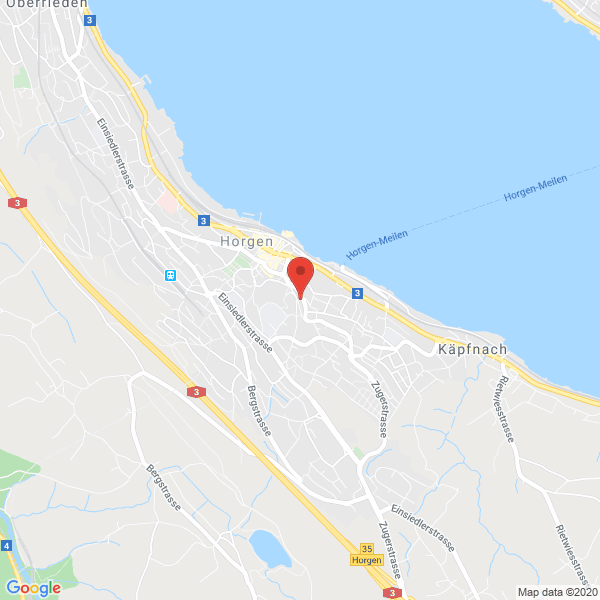 Oberrieden
3
Einsiedlerstrasse
3
Horgen-Meilen
3
Horgen
Horgen-Meilen
3
Einsiedlerstrasse
Käpfnach
3
Bergstrasse
Zugerstrasse
Rietwiesstrasse
Bergstrasse
Einsiedlerstrasse
Zugerstrasse
Rietwiesstrasse
4
35
Horgen
3
Google
Map data ©2020